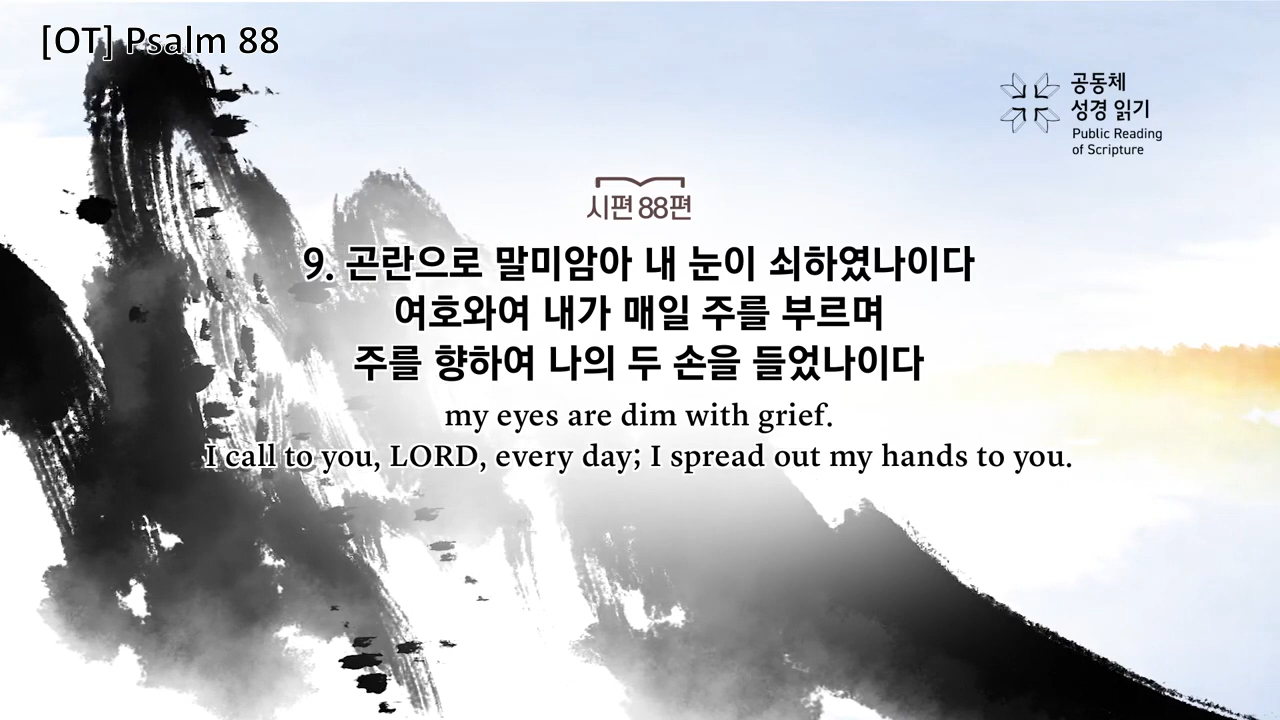 [OT] Psalm 88
공동체
성경 읽기
Public Reading
of Scripture
시편 88편
9. 곤란으로 말미암아 내 눈이 쇠하였나이다
여호와여 내가 매일 주를 부르며
주를 향하여 나의 두 손을 들었나이다
my eyes are dim with grief.
I call to you, LORD, every day; I spread out my hands to you.